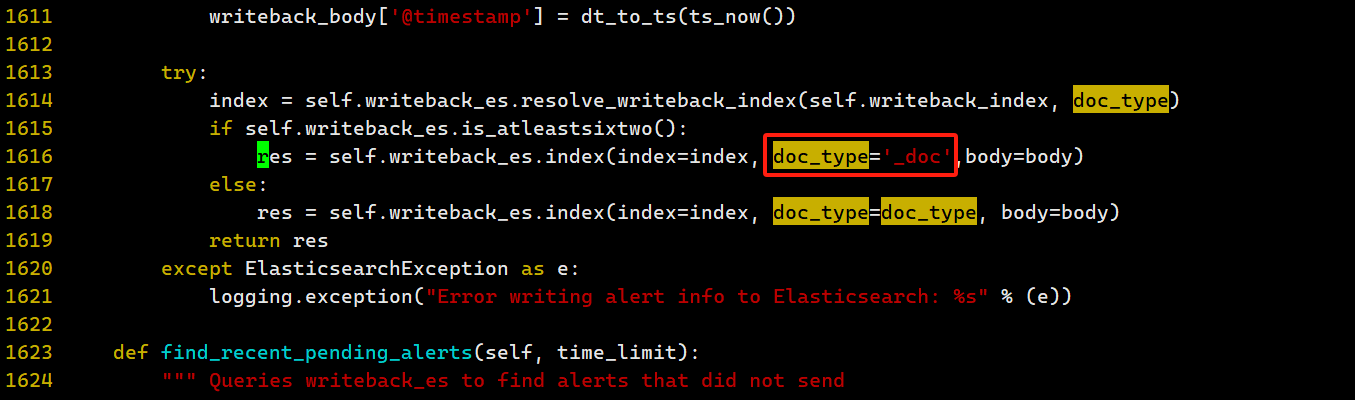 1611             writeback_body['@timestamp'] = dt_to_ts(ts_now())
1612
1613         try:
1614             index = self.writeback_es.resolve_writeback_index(self.writeback_index, doc_type)
1615             if self.writeback_es.is_atleastsixtwo():
1616                 res = self.writeback_es.index(index=index, doc_type='_doc',body=body)
1617             else:
1618                 res = self.writeback_es.index(index=index, doc_type=doc_type, body=body)
1619             return res
1620         except ElasticsearchException as e:
1621             logging.exception("Error writing alert info to Elasticsearch: %s" % (e))
1622
1623     def find_recent_pending_alerts(self, time_limit):
1624         """ Queries writeback_es to find alerts that did not send